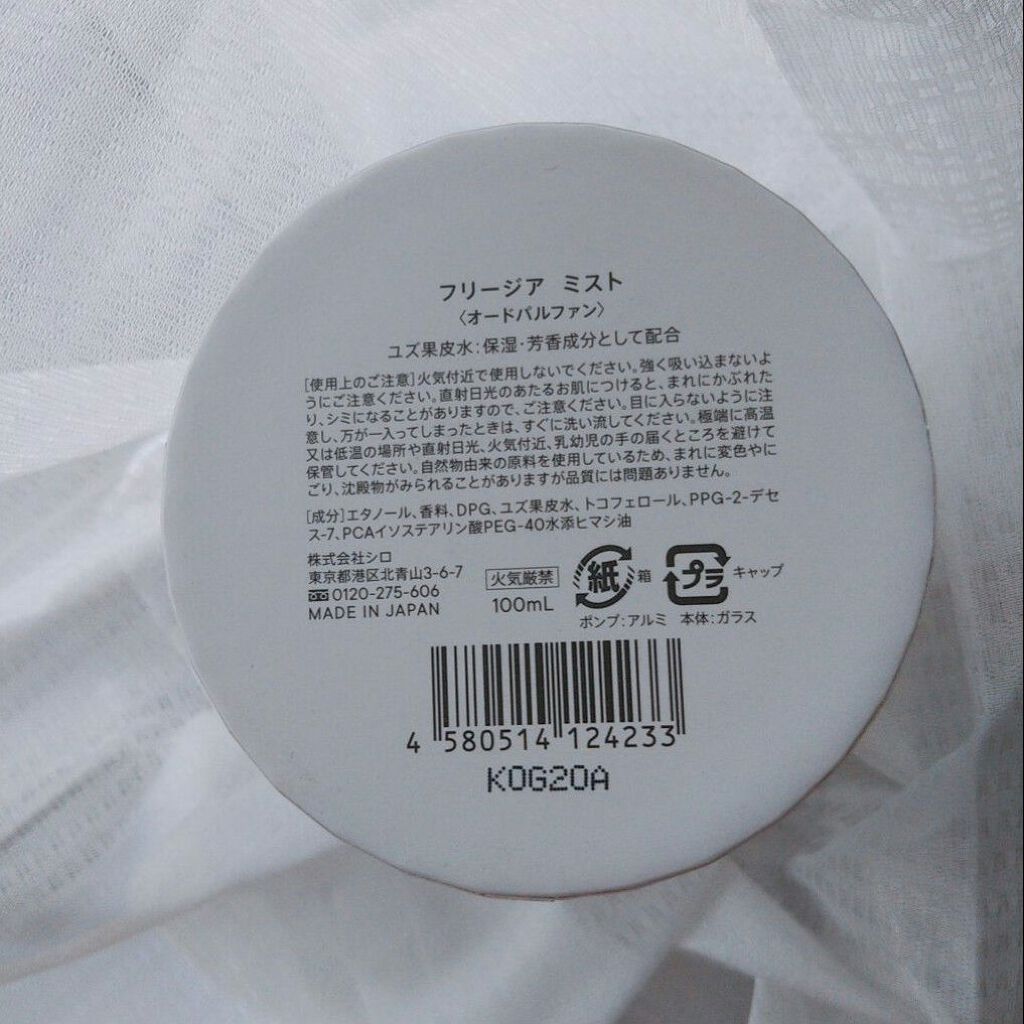 フリージア ミスト
〈オードパルファン〉
ユズ果皮水：保湿・芳香成分として配合
［使用上のご注意］火気付近で使用しないでください。強く吸い込まないよ
うにご注意ください。直射日光のあたるお肌につけると、まれにかぶれた
り、シミになることがありますので、ご注意ください。目に入らないように注
意し、万が一入ってしまったときは、すぐに洗い流してください。極端に高温
又は低温の場所や直射日光、火気付近、乳幼児の手の届くところを避けて
保管してください。自然物由来の原料を使用しているため、まれに変色やに
ごり、沈殿物がみられることがありますが品質には問題ありません。
［成分］エタノール、香料、DPG、ユズ果皮水、トコフェロール、PPG-2-デセ
ス-7、PCAイソステアリン酸PEG-40水添ヒマシ油
株式会社シロ
東京都港区北青山3-6-7
0120-275-606
MADE IN JAPAN
火気厳禁
100mL
紙 箱
プラ キャップ
ポンプ：アルミ 本体：ガラス
4 580514 124233
K0G20A